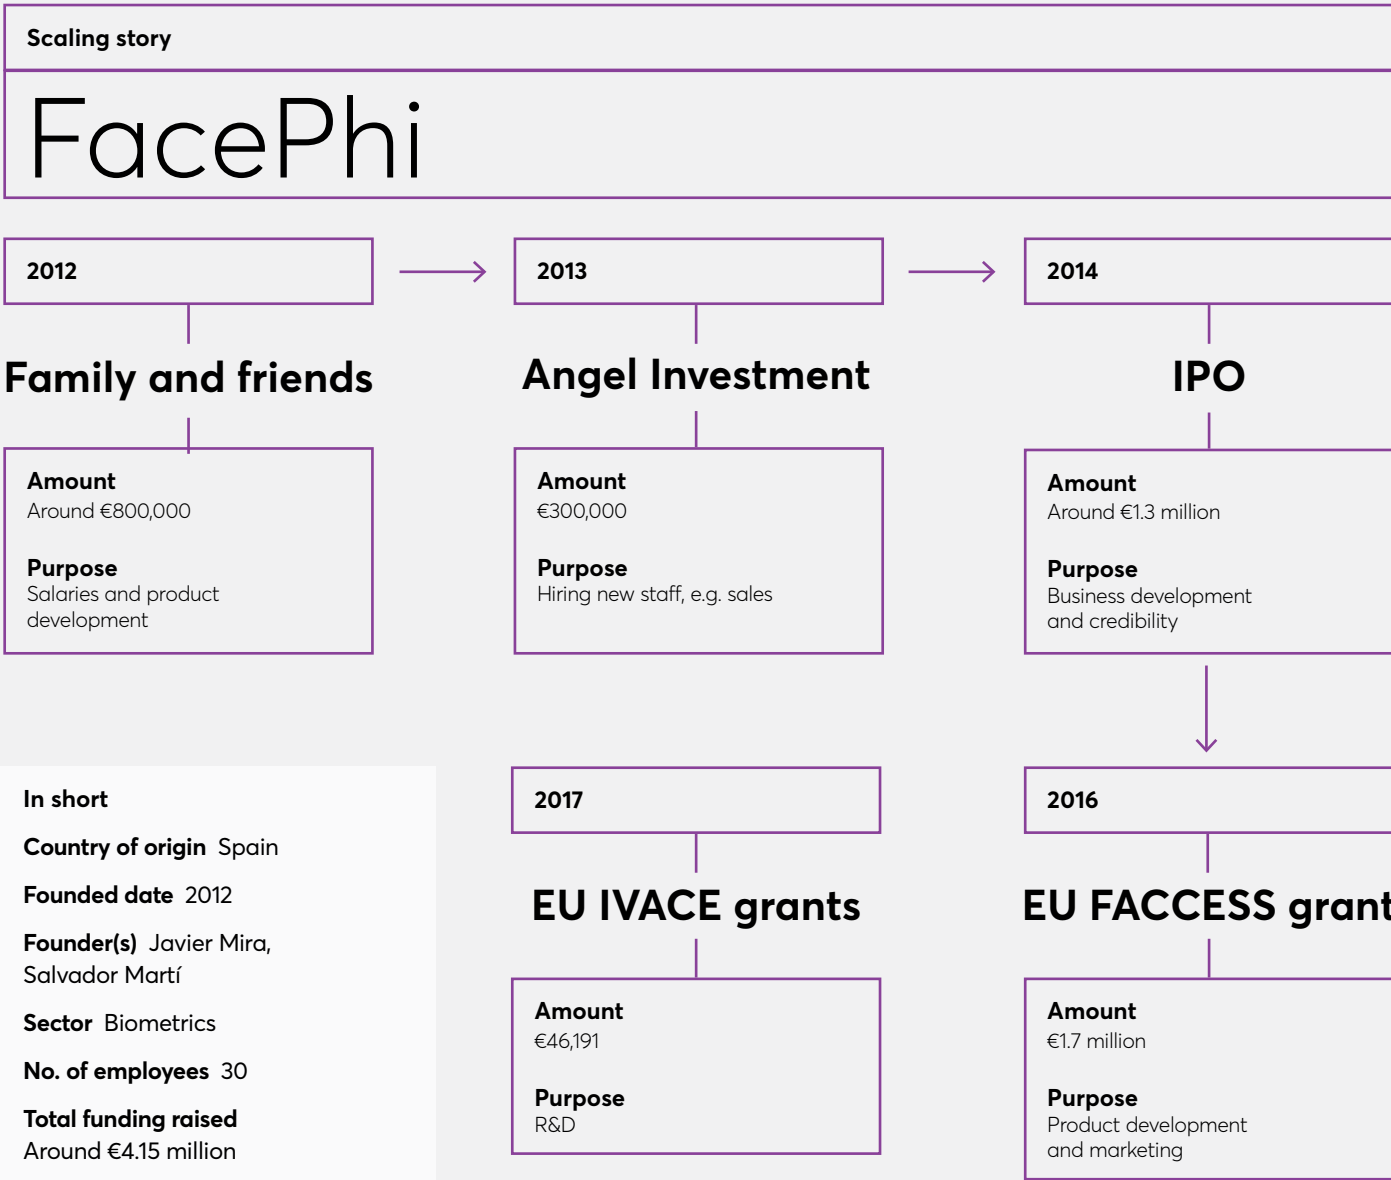 Scaling story
FacePhi
2012
2013
2014
Family and friends
Angel Investment
IPO
Amount
Around €800,000
Purpose
Salaries and product
development
Amount
€300,000
Purpose
Hiring new staff, e.g. sales
Amount
Around €1.3 million
Purpose
Business development
and credibility
In short
Country of origin Spain
Founded date 2012
Founder(s) Javier Mira,
Salvador Martí
Sector Biometrics
No. of employees 30
Total funding raised
Around €4.15 million
2017
EU IVACE grants
Amount
€46,191
Purpose
R&D
2016
EU FACCESS grant
Amount
€1.7 million
Purpose
Product development
and marketing